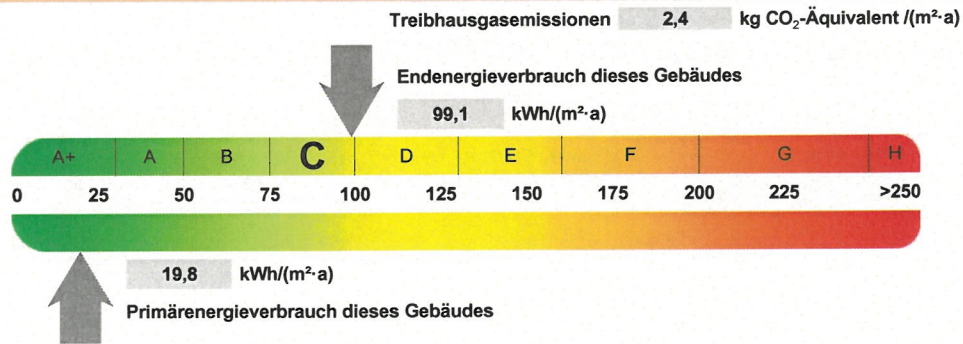 Treibhausgasemissionen 2,4 kg CO₂-Äquivalent /(m²·a)
Endenergieverbrauch dieses Gebäudes
99,1 kWh/(m²·a)
A+ A B C D E F G H
0 25 50 75 100 125 150 175 200 225 >250
19,8 kWh/(m²·a)
Primärenergieverbrauch dieses Gebäudes